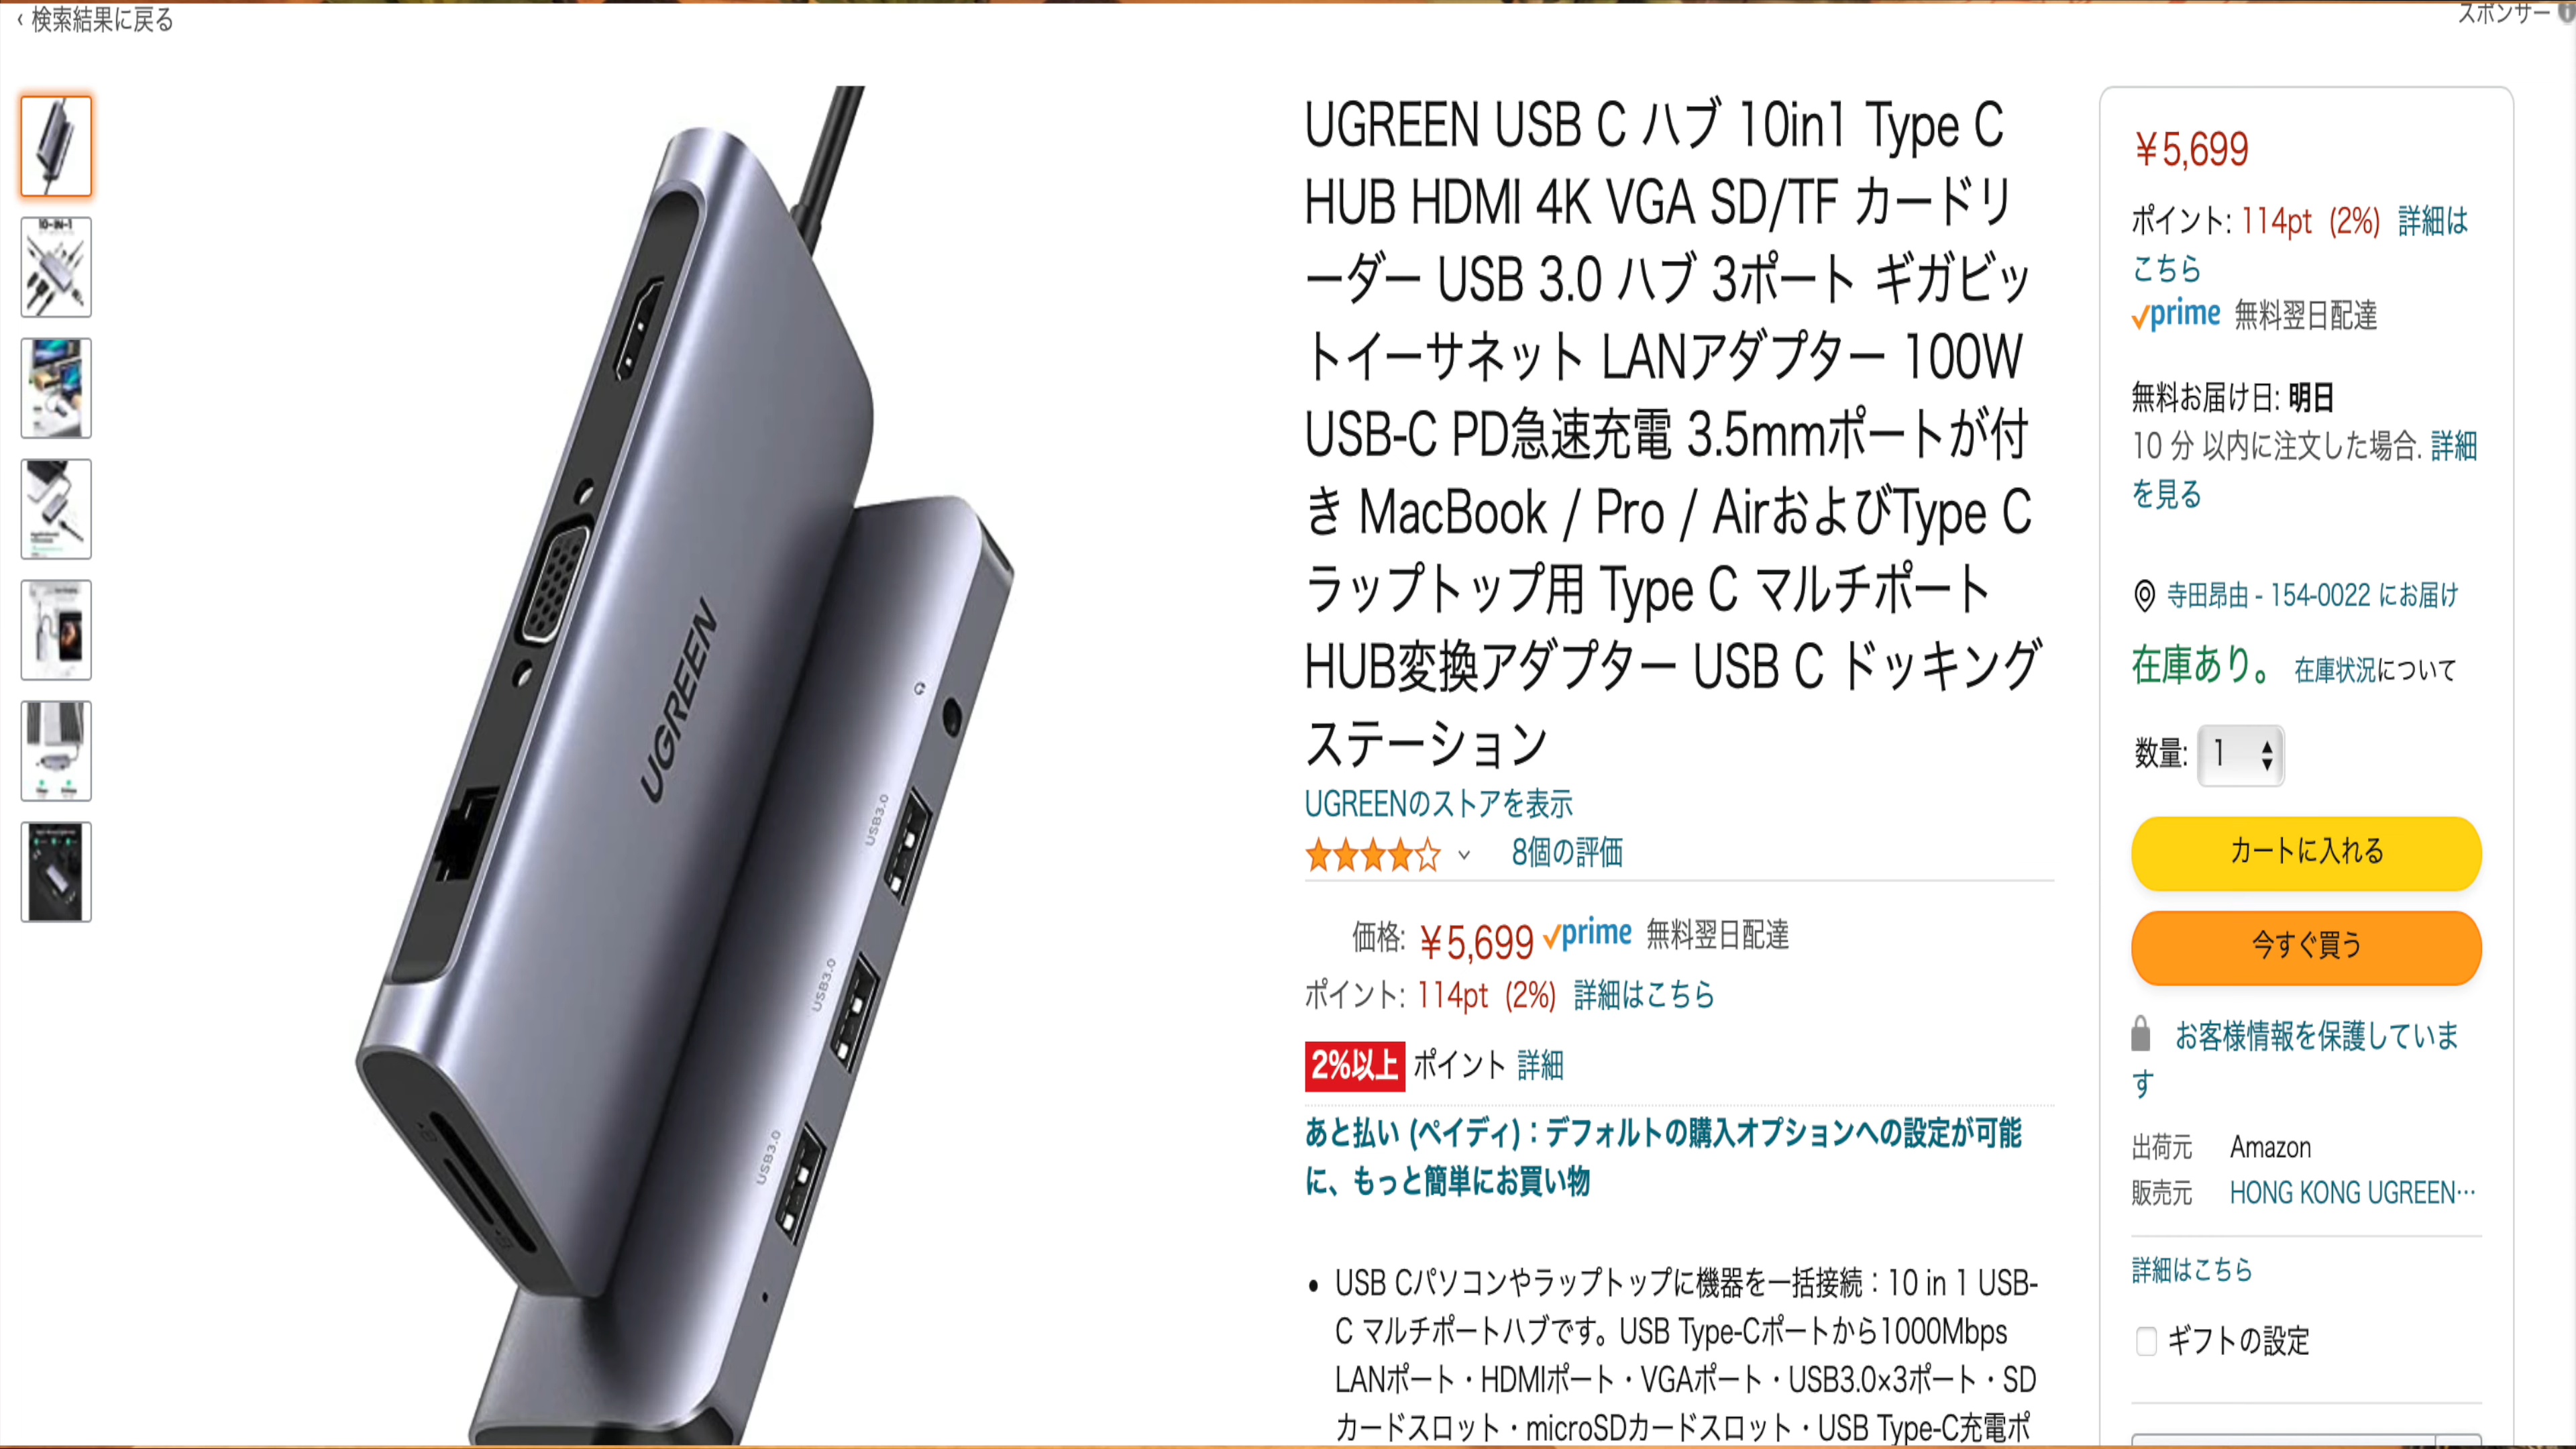 ‹ 検索結果に戻る
スポンサー
10-IN-1
UGREEN
USB3.0
USB3.0
USB3.0
UGREEN USB C ハブ 10in1 Type C
HUB HDMI 4K VGA SD/TF カードリ
ーダー USB 3.0 ハブ 3ポート ギガビッ
トイーサネット LANアダプター 100W
USB-C PD急速充電 3.5mmポートが付
き MacBook / Pro / AirおよびType C
ラップトップ用 Type C マルチポート
HUB変換アダプター USB C ドッキング
ステーション
UGREENのストアを表示
8個の評価
価格: ￥5,699 prime 無料翌日配達
ポイント: 114pt (2%) 詳細はこちら
2%以上 ポイント 詳細
あと払い (ペイディ)：デフォルトの購入オプションへの設定が可能
に、もっと簡単にお買い物
• USB Cパソコンやラップトップに機器を一括接続：10 in 1 USB-
C マルチポートハブです。USB Type-Cポートから1000Mbps
LANポート・HDMIポート・VGAポート・USB3.0×3ポート・SD
カードスロット・microSDカードスロット・USB Type-C充電ポ
￥5,699
ポイント: 114pt (2%) 詳細は
こちら
prime 無料翌日配達
無料お届け日: 明日
10 分 以内に注文した場合. 詳細
を見る
寺田昂由 - 154-0022 にお届け
在庫あり。 在庫状況について
数量: 1
カートに入れる
今すぐ買う
お客様情報を保護していま
す
出荷元 Amazon
販売元 HONG KONG UGREEN…
詳細はこちら
ギフトの設定